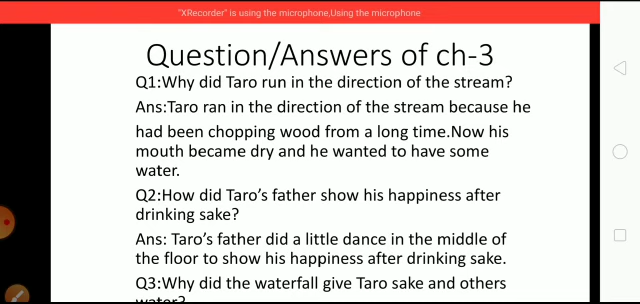 "XRecorder" is using the microphone,Using the microphone
Question/Answers of ch-3
Q1:Why did Taro run in the direction of the stream?
Ans:Taro ran in the direction of the stream because he
had been chopping wood from a long time.Now his
mouth became dry and he wanted to have some
water.
Q2:How did Taro’s father show his happiness after
drinking sake?
Ans: Taro’s father did a little dance in the middle of
the floor to show his happiness after drinking sake.
Q3:Why did the waterfall give Taro sake and others
water?